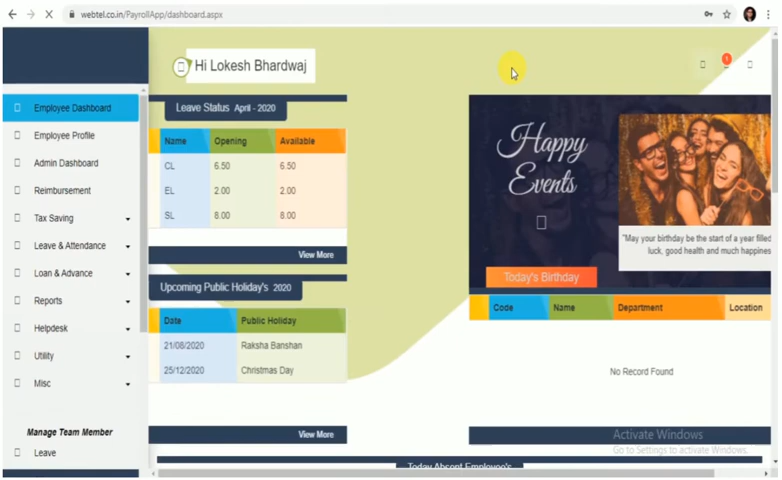 webtel.co.in/PayrollApp/dashboard.aspx
Hi Lokesh Bhardwaj
1
Employee Dashboard
Employee Profile
Admin Dashboard
Reimbursement
Tax Saving
Leave & Attendance
Loan & Advance
Reports
Helpdesk
Utility
Misc
Manage Team Member
Leave
Leave Status April - 2020
Name Opening Available
CL 6.50 6.50
EL 2.00 2.00
SL 8.00 8.00
View More
Upcoming Public Holiday's 2020
Date Public Holiday
21/08/2020 Raksha Banshan
25/12/2020 Christmas Day
View More
Happy
Events
"May your birthday be the start of a year filled
luck, good health and much happines
Today's Birthday
Code Name Department Location
No Record Found
Activate Windows
Go to Settings to activate Windows.
Today Absent Employee's